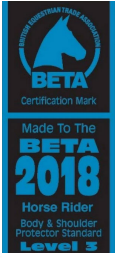 BRITISH EQUESTRIAN TRADE ASSOCIATION
BETA
Certification Mark
Made To The
BETA
2018
Horse Rider
Body & Shoulder
Protector Standard
Level 3